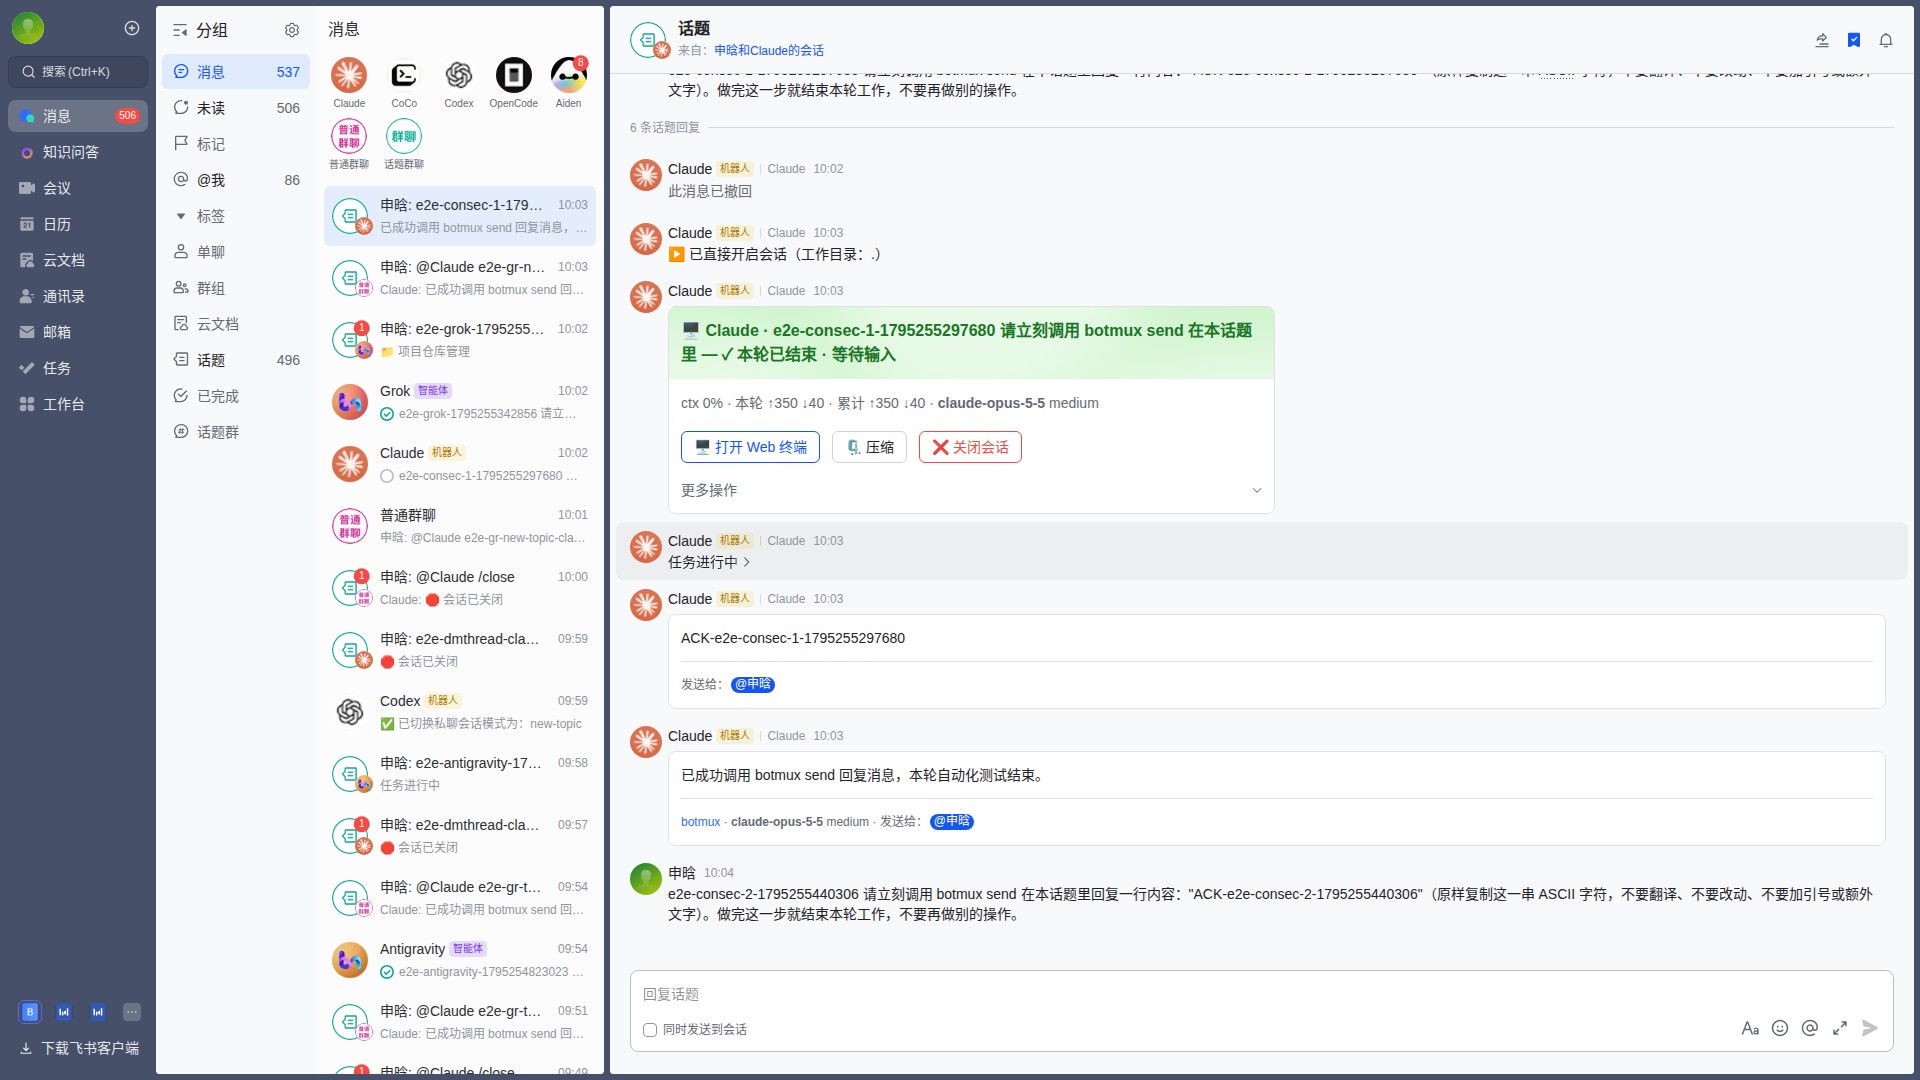 搜索 (Ctrl+K)
消息 506
知识问答
会议
日历
云文档
通讯录
邮箱
任务
工作台
下载飞书客户端
分组
消息 537
未读 506
标记
@我 86
标签
单聊
群组
云文档
话题 496
已完成
话题群
消息
Claude
CoCo
Codex
OpenCode
8
Aiden
普通群聊
普通群聊
群聊
话题群聊
申晗: e2e-consec-1-179… 10:03
已成功调用 botmux send 回复消息，…
申晗: @Claude e2e-gr-n… 10:03
Claude: 已成功调用 botmux send 回…
1
申晗: e2e-grok-1795255… 10:02
项目仓库管理
Grok 智能体 10:02
e2e-grok-1795255342856 请立…
Claude 机器人 10:02
e2e-consec-1-1795255297680 …
普通群聊
普通群聊 10:01
申晗: @Claude e2e-gr-new-topic-cla…
1
申晗: @Claude /close 10:00
Claude: 会话已关闭
申晗: e2e-dmthread-cla… 09:59
会话已关闭
Codex 机器人 09:59
已切换私聊会话模式为：new-topic
申晗: e2e-antigravity-17… 09:58
任务进行中
1
申晗: e2e-dmthread-cla… 09:57
会话已关闭
申晗: @Claude e2e-gr-t… 09:54
Claude: 已成功调用 botmux send 回…
Antigravity 智能体 09:54
e2e-antigravity-1795254823023 …
申晗: @Claude e2e-gr-t… 09:51
Claude: 已成功调用 botmux send 回…
1
申晗: @Claude /close 09:49
话题
来自：申晗和Claude的会话
文字）。做完这一步就结束本轮工作，不要再做别的操作。
6 条话题回复
Claude 机器人 | Claude 10:02
此消息已撤回
Claude 机器人 | Claude 10:03
已直接开启会话（工作目录：.）
Claude 机器人 | Claude 10:03
Claude · e2e-consec-1-1795255297680 请立刻调用 botmux send 在本话题
里 — ✓ 本轮已结束 · 等待输入
ctx 0% · 本轮 ↑350 ↓40 · 累计 ↑350 ↓40 · claude-opus-5-5 medium
打开 Web 终端
压缩
关闭会话
更多操作
Claude 机器人 | Claude 10:03
任务进行中
Claude 机器人 | Claude 10:03
ACK-e2e-consec-1-1795255297680
发送给：@申晗
Claude 机器人 | Claude 10:03
已成功调用 botmux send 回复消息，本轮自动化测试结束。
botmux · claude-opus-5-5 medium · 发送给：@申晗
申晗 10:04
e2e-consec-2-1795255440306 请立刻调用 botmux send 在本话题里回复一行内容："ACK-e2e-consec-2-1795255440306"（原样复制这一串 ASCII 字符，不要翻译、不要改动、不要加引号或额外
文字）。做完这一步就结束本轮工作，不要再做别的操作。
回复话题
同时发送到会话
Aa